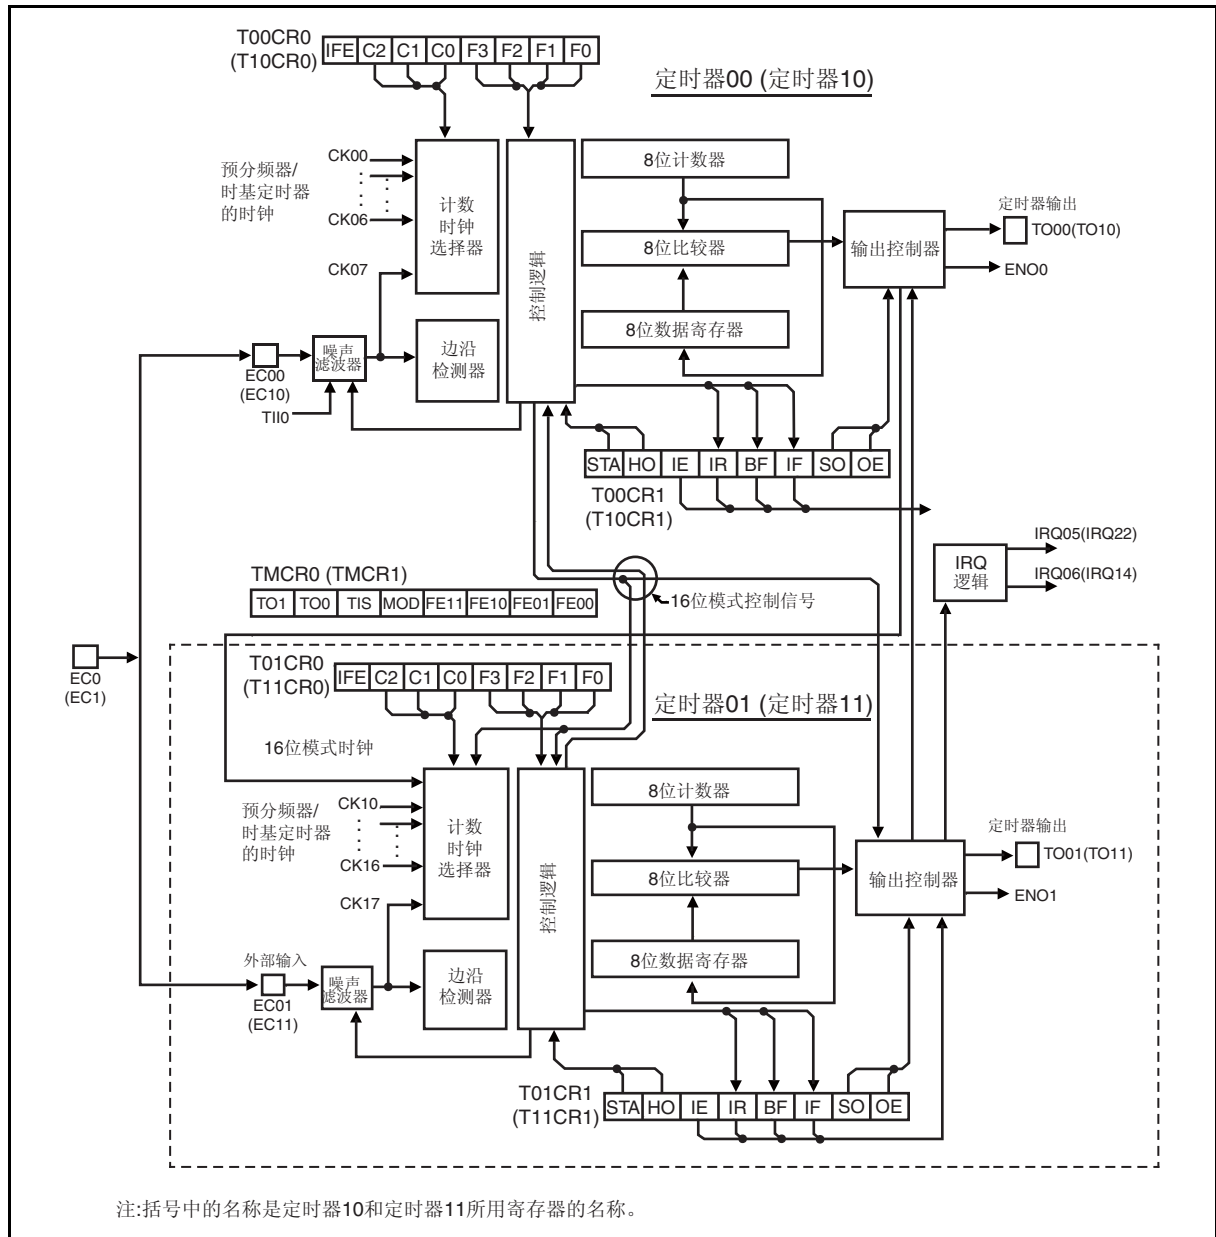 T00CR0
(T10CR0)
IFE C2 C1 C0 F3 F2 F1 F0
定时器00 (定时器10)
预分频器/
时基定时器
的时钟
CK00
CK06
CK07
计数
时钟
选择器
控制逻辑
8位计数器
8位比较器
8位数据寄存器
输出控制器
定时器输出
TO00(TO10)
ENO0
噪声
滤波器
边沿
检测器
EC00
(EC10)
TII0
STA HO IE IR BF IF SO OE
T00CR1
(T10CR1)
IRQ
逻辑
IRQ05(IRQ22)
IRQ06(IRQ14)
TMCR0 (TMCR1)
TO1 TO0 TIS MOD FE11 FE10 FE01 FE00
16位模式控制信号
EC0
(EC1)
T01CR0
(T11CR0)
IFE C2 C1 C0 F3 F2 F1 F0
定时器01 (定时器11)
16位模式时钟
预分频器/
时基定时器
的时钟
CK10
CK16
CK17
计数
时钟
选择器
控制逻辑
8位计数器
8位比较器
8位数据寄存器
输出控制器
定时器输出
TO01(TO11)
ENO1
外部输入
EC01
(EC11)
噪声
滤波器
边沿
检测器
T01CR1
(T11CR1)
STA HO IE IR BF IF SO OE
注:括号中的名称是定时器10和定时器11所用寄存器的名称。